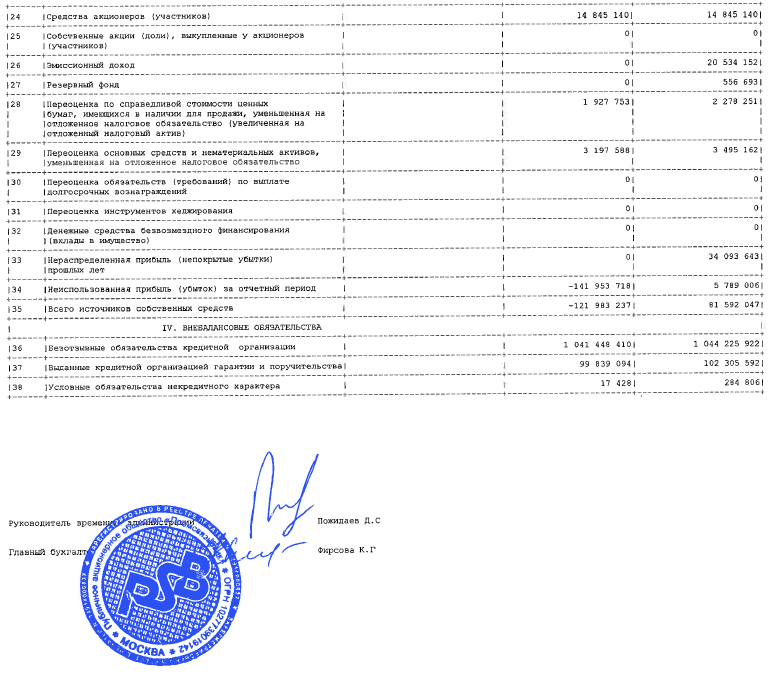 24 Средства акционеров (участников) 14 845 140 14 845 140
25 Собственные акции (доли), выкупленные у акционеров 0 0
(участников)
26 Эмиссионный доход 0 20 534 152
27 Резервный фонд 0 556 693
28 Переоценка по справедливой стоимости ценных 1 927 753 2 278 251
бумаг, имеющихся в наличии для продажи, уменьшенная на
отложенное налоговое обязательство (увеличенная на
отложенный налоговый актив)
29 Переоценка основных средств и нематериальных активов, 3 197 588 3 495 162
уменьшенная на отложенное налоговое обязательство
30 Переоценка обязательств (требований) по выплате 0 0
долгосрочных вознаграждений
31 Переоценка инструментов хеджирования 0 0
32 Денежные средства безвозмездного финансирования 0 0
(вклады в имущество)
33 Нераспределенная прибыль (непокрытые убытки) 0 34 093 643
прошлых лет
34 Неиспользованная прибыль (убыток) за отчетный период -141 953 718 5 789 006
35 Всего источников собственных средств -121 983 237 81 592 047
IV. ВНЕБАЛАНСОВЫЕ ОБЯЗАТЕЛЬСТВА
36 Безотзывные обязательства кредитной организации 1 041 448 410 1 044 225 922
37 Выданные кредитной организацией гарантии и поручительства 99 839 094 102 305 592
38 Условные обязательства некредитного характера 17 428 284 806
Руководитель временной администрации Пожидаев Д.С
Главный бухгалте Фирсова К.Г
Публичное акционерное общество «Промсвязьбанк»
ОГРН 1027739019142
МОСКВА
PSB